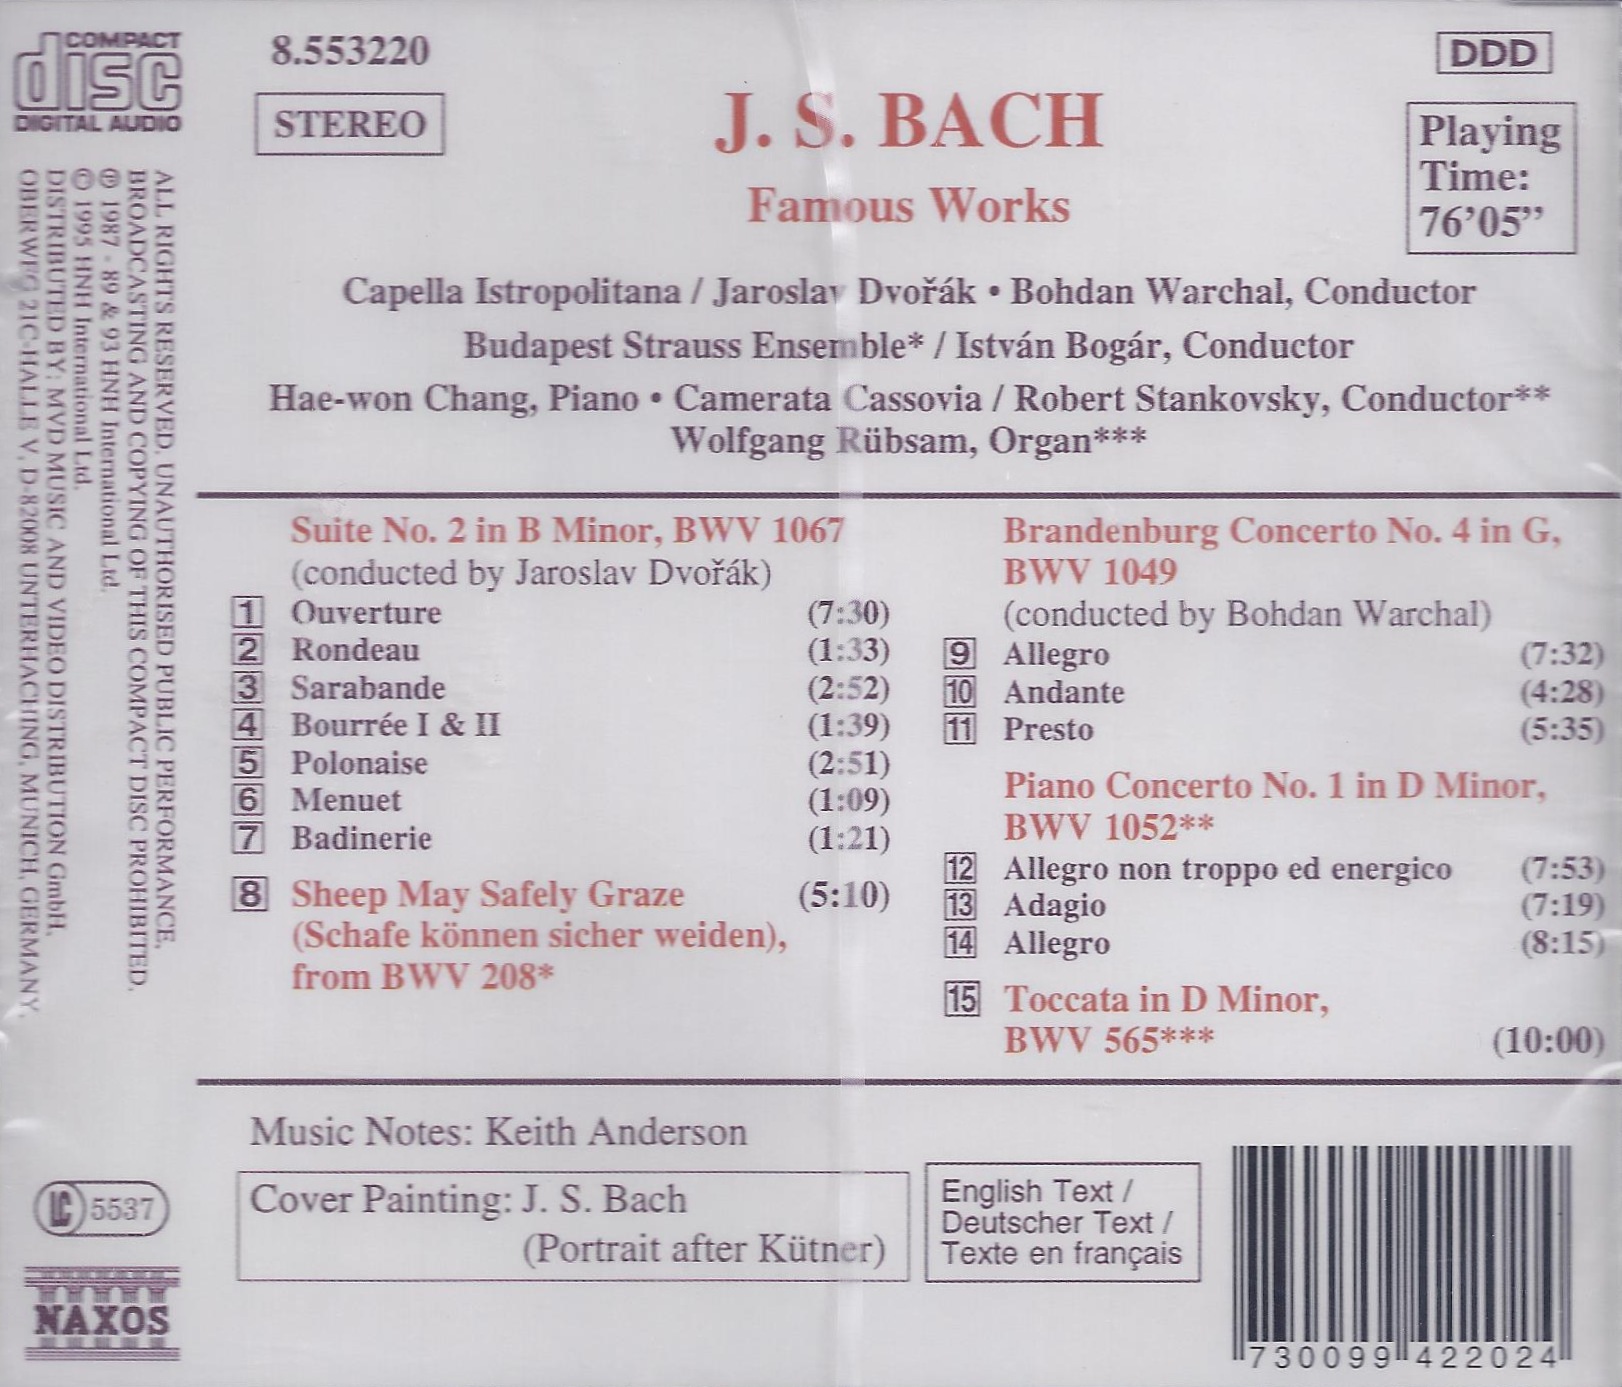 COMPACT
disc
DIGITAL AUDIO
8.553220
STEREO
DDD
Playing
Time:
76’05”
J. S. BACH
Famous Works
Capella Istropolitana / Jaroslav Dvořák • Bohdan Warchal, Conductor
Budapest Strauss Ensemble* / István Bogár, Conductor
Hae-won Chang, Piano • Camerata Cassovia / Robert Stankovsky, Conductor**
Wolfgang Rübsam, Organ***
ALL RIGHTS RESERVED. UNAUTHORISED PUBLIC PERFORMANCE,
BROADCASTING AND COPYING OF THIS COMPACT DISC PROHIBITED.
℗ 1987 - 89 & 93 HNH International Ltd.
© 1995 HNH International Ltd.
DISTRIBUTED BY: MVD MUSIC AND VIDEO DISTRIBUTION GmbH,
OBERWEG 21C-HALLE V, D-82008 UNTERHACHING, MUNICH, GERMANY.
Suite No. 2 in B Minor, BWV 1067
(conducted by Jaroslav Dvořák)
1 Ouverture (7:30)
2 Rondeau (1:33)
3 Sarabande (2:52)
4 Bourrée I & II (1:39)
5 Polonaise (2:51)
6 Menuet (1:09)
7 Badinerie (1:21)
8 Sheep May Safely Graze (5:10)
(Schafe können sicher weiden),
from BWV 208*
Brandenburg Concerto No. 4 in G,
BWV 1049
(conducted by Bohdan Warchal)
9 Allegro (7:32)
10 Andante (4:28)
11 Presto (5:35)
Piano Concerto No. 1 in D Minor,
BWV 1052**
12 Allegro non troppo ed energico (7:53)
13 Adagio (7:19)
14 Allegro (8:15)
15 Toccata in D Minor,
BWV 565*** (10:00)
Music Notes: Keith Anderson
Cover Painting: J. S. Bach
(Portrait after Kütner)
English Text /
Deutscher Text /
Texte en français
LC 5537
NAXOS
730099 422024